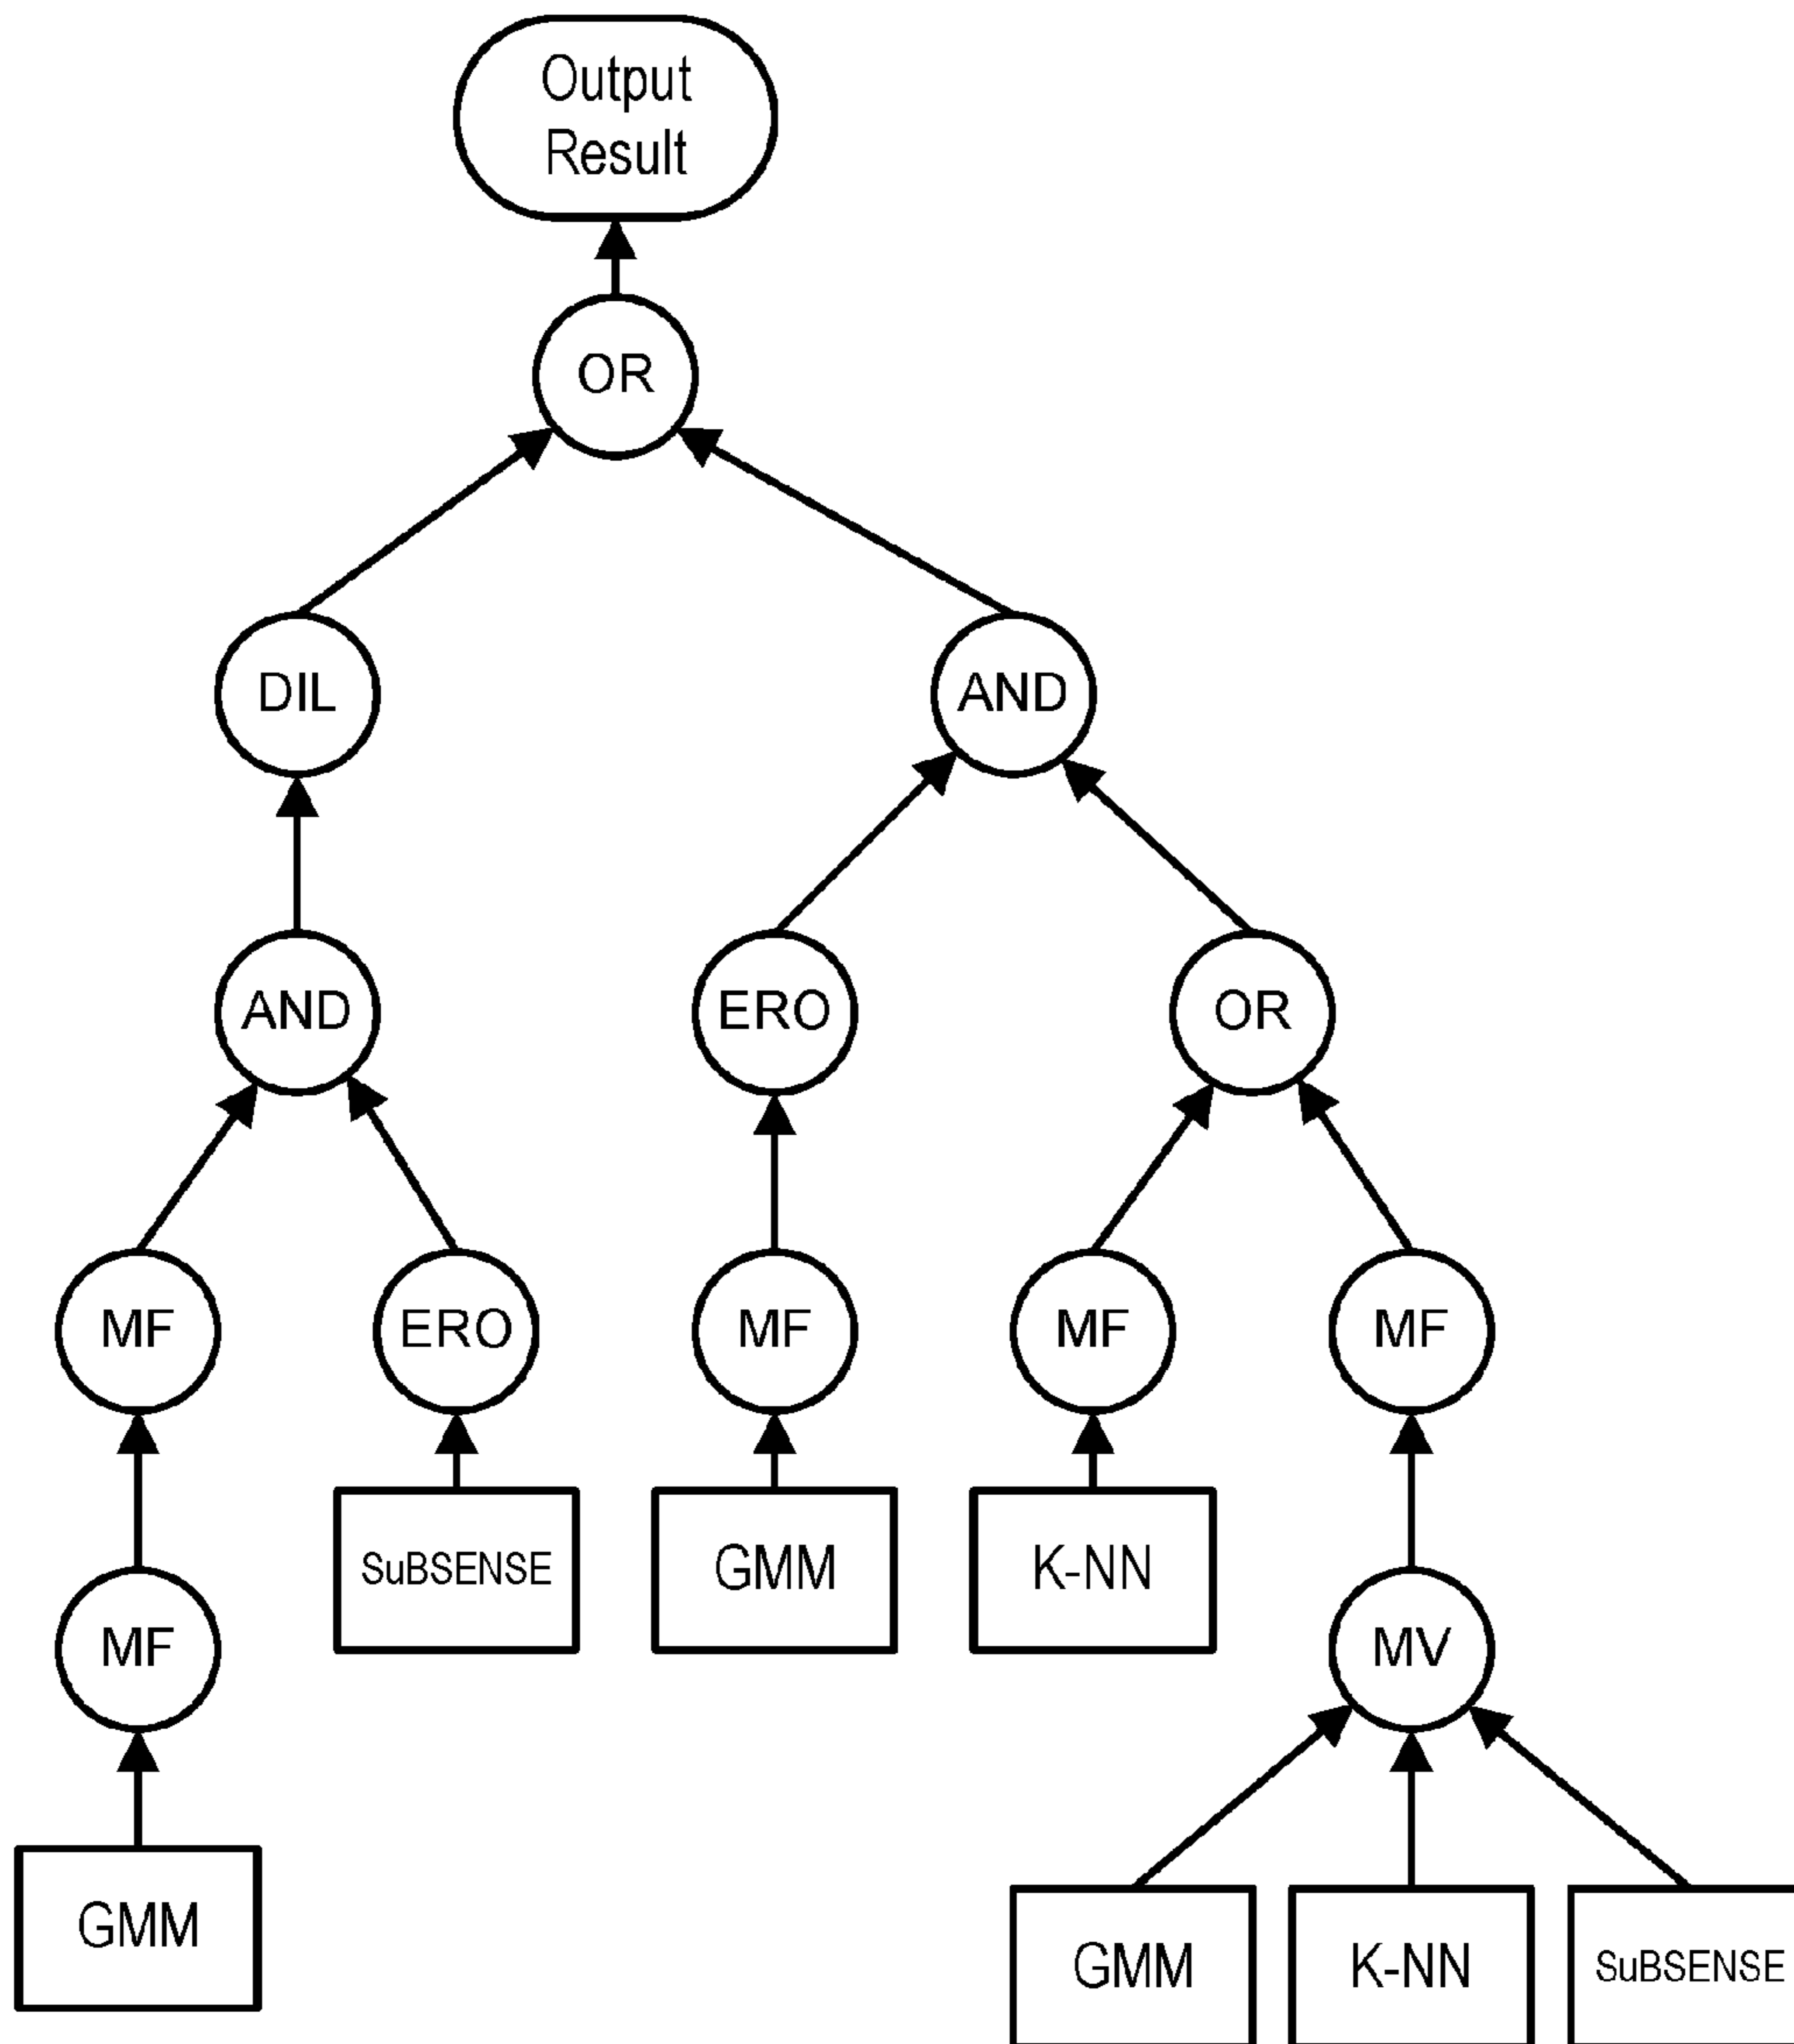 Output
Result
OR
DIL
AND
AND
ERO
OR
MF
ERO
MF
MF
MF
SuBSENSE
GMM
K-NN
MF
MV
GMM
GMM
K-NN
SuBSENSE